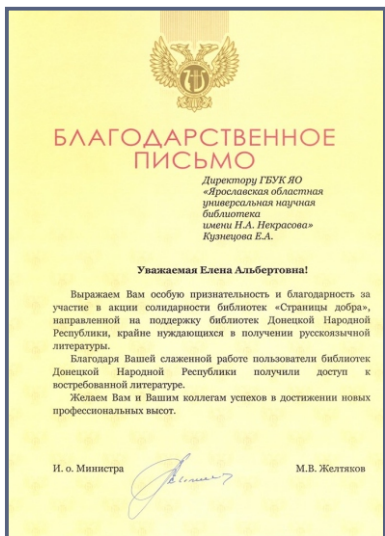 БЛАГОДАРСТВЕННОЕ
ПИСЬМО
Директору ГБУК ЯО
«Ярославская областная
универсальная научная
библиотека
имени Н.А. Некрасова»
Кузнецова Е.А.
Уважаемая Елена Альбертовна!
Выражаем Вам особую признательность и благодарность за
участие в акции солидарности библиотек «Страницы добра»,
направленной на поддержку библиотек Донецкой Народной
Республики, крайне нуждающихся в получении русскоязычной
литературы.
Благодаря Вашей слаженной работе пользователи библиотек
Донецкой Народной Республики получили доступ к
востребованной литературе.
Желаем Вам и Вашим коллегам успехов в достижении новых
профессиональных высот.
И. о. Министра М.В. Желтяков